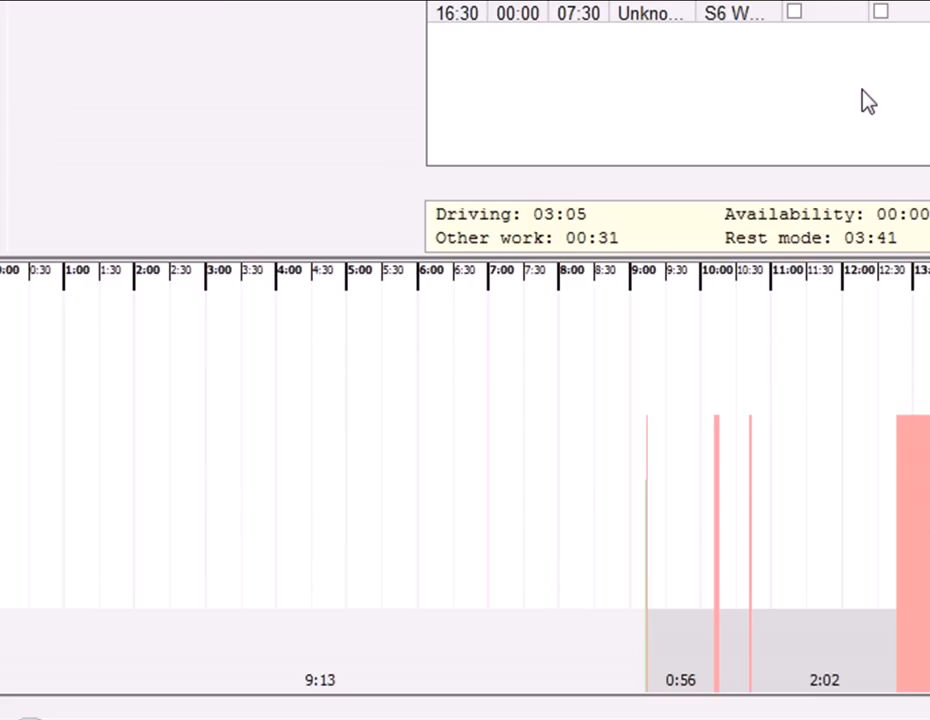 16:30 00:00 07:30 Unkno... S6 W...
Driving: 03:05 Availability: 00:00
Other work: 00:31 Rest mode: 03:41
:00 0:30 1:00 1:30 2:00 2:30 3:00 3:30 4:00 4:30 5:00 5:30 6:00 6:30 7:00 7:30 8:00 8:30 9:00 9:30 10:00 10:30 11:00 11:30 12:00 12:30 13:
9:13 0:56 2:02